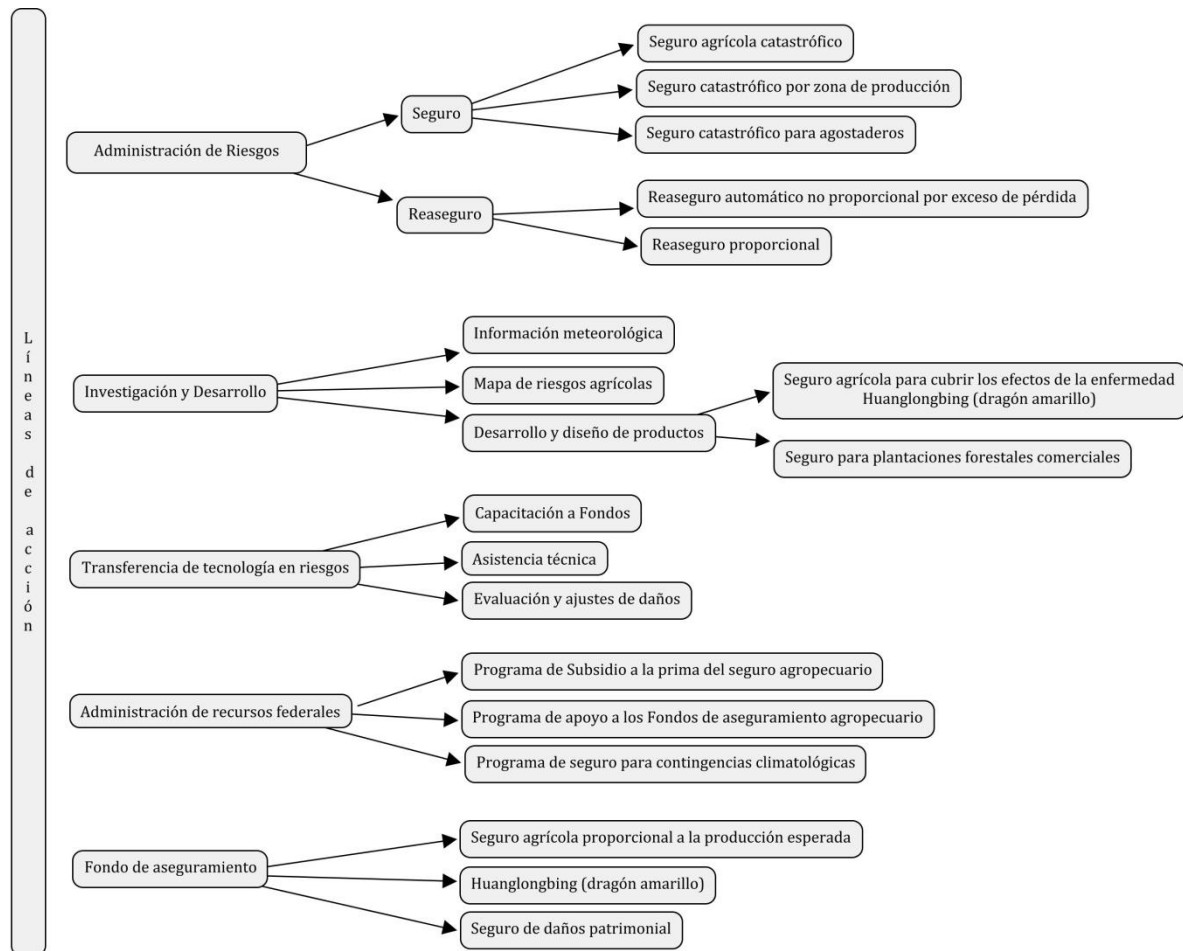 Líneas de acción
Administración de Riesgos
Seguro
Seguro agrícola catastrófico
Seguro catastrófico por zona de producción
Seguro catastrófico para agostaderos
Reaseguro
Reaseguro automático no proporcional por exceso de pérdida
Reaseguro proporcional
Investigación y Desarrollo
Información meteorológica
Mapa de riesgos agrícolas
Desarrollo y diseño de productos
Seguro agrícola para cubrir los efectos de la enfermedad
Huanglongbing (dragón amarillo)
Seguro para plantaciones forestales comerciales
Transferencia de tecnología en riesgos
Capacitación a Fondos
Asistencia técnica
Evaluación y ajustes de daños
Administración de recursos federales
Programa de Subsidio a la prima del seguro agropecuario
Programa de apoyo a los Fondos de aseguramiento agropecuario
Programa de seguro para contingencias climatológicas
Fondo de aseguramiento
Seguro agrícola proporcional a la producción esperada
Huanglongbing (dragón amarillo)
Seguro de daños patrimonial